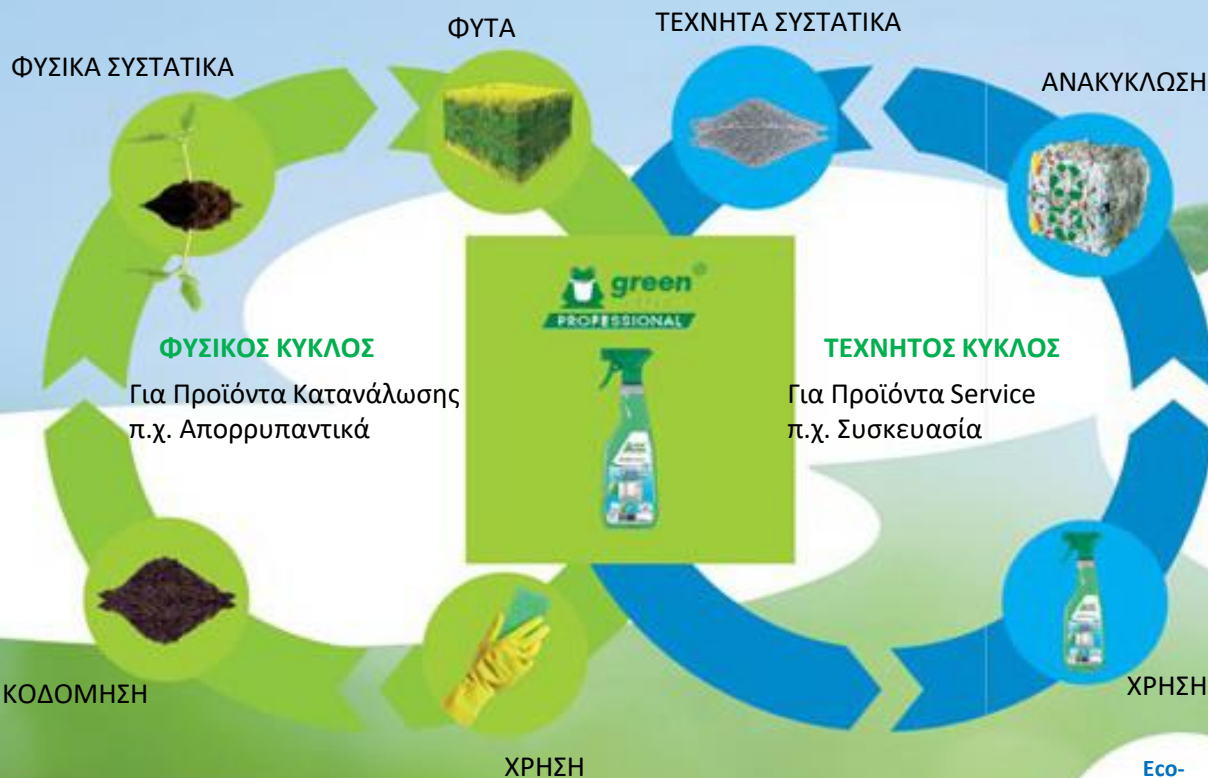 ΦΥΤΑ
ΤΕΧΝΗΤΑ ΣΥΣΤΑΤΙΚΑ
ΦΥΣΙΚΑ ΣΥΣΤΑΤΙΚΑ
ΑΝΑΚΥΚΛΩΣΗ
green
PROFESSIONAL
ΦΥΣΙΚΟΣ ΚΥΚΛΟΣ
Για Προϊόντα Κατανάλωσης
π.χ. Απορρυπαντικά
ΤΕΧΝΗΤΟΣ ΚΥΚΛΟΣ
Για Προϊόντα Service
π.χ. Συσκευασία
ΚΟΔΟΜΗΣΗ
ΧΡΗΣΗ
ΧΡΗΣΗ
Eco-